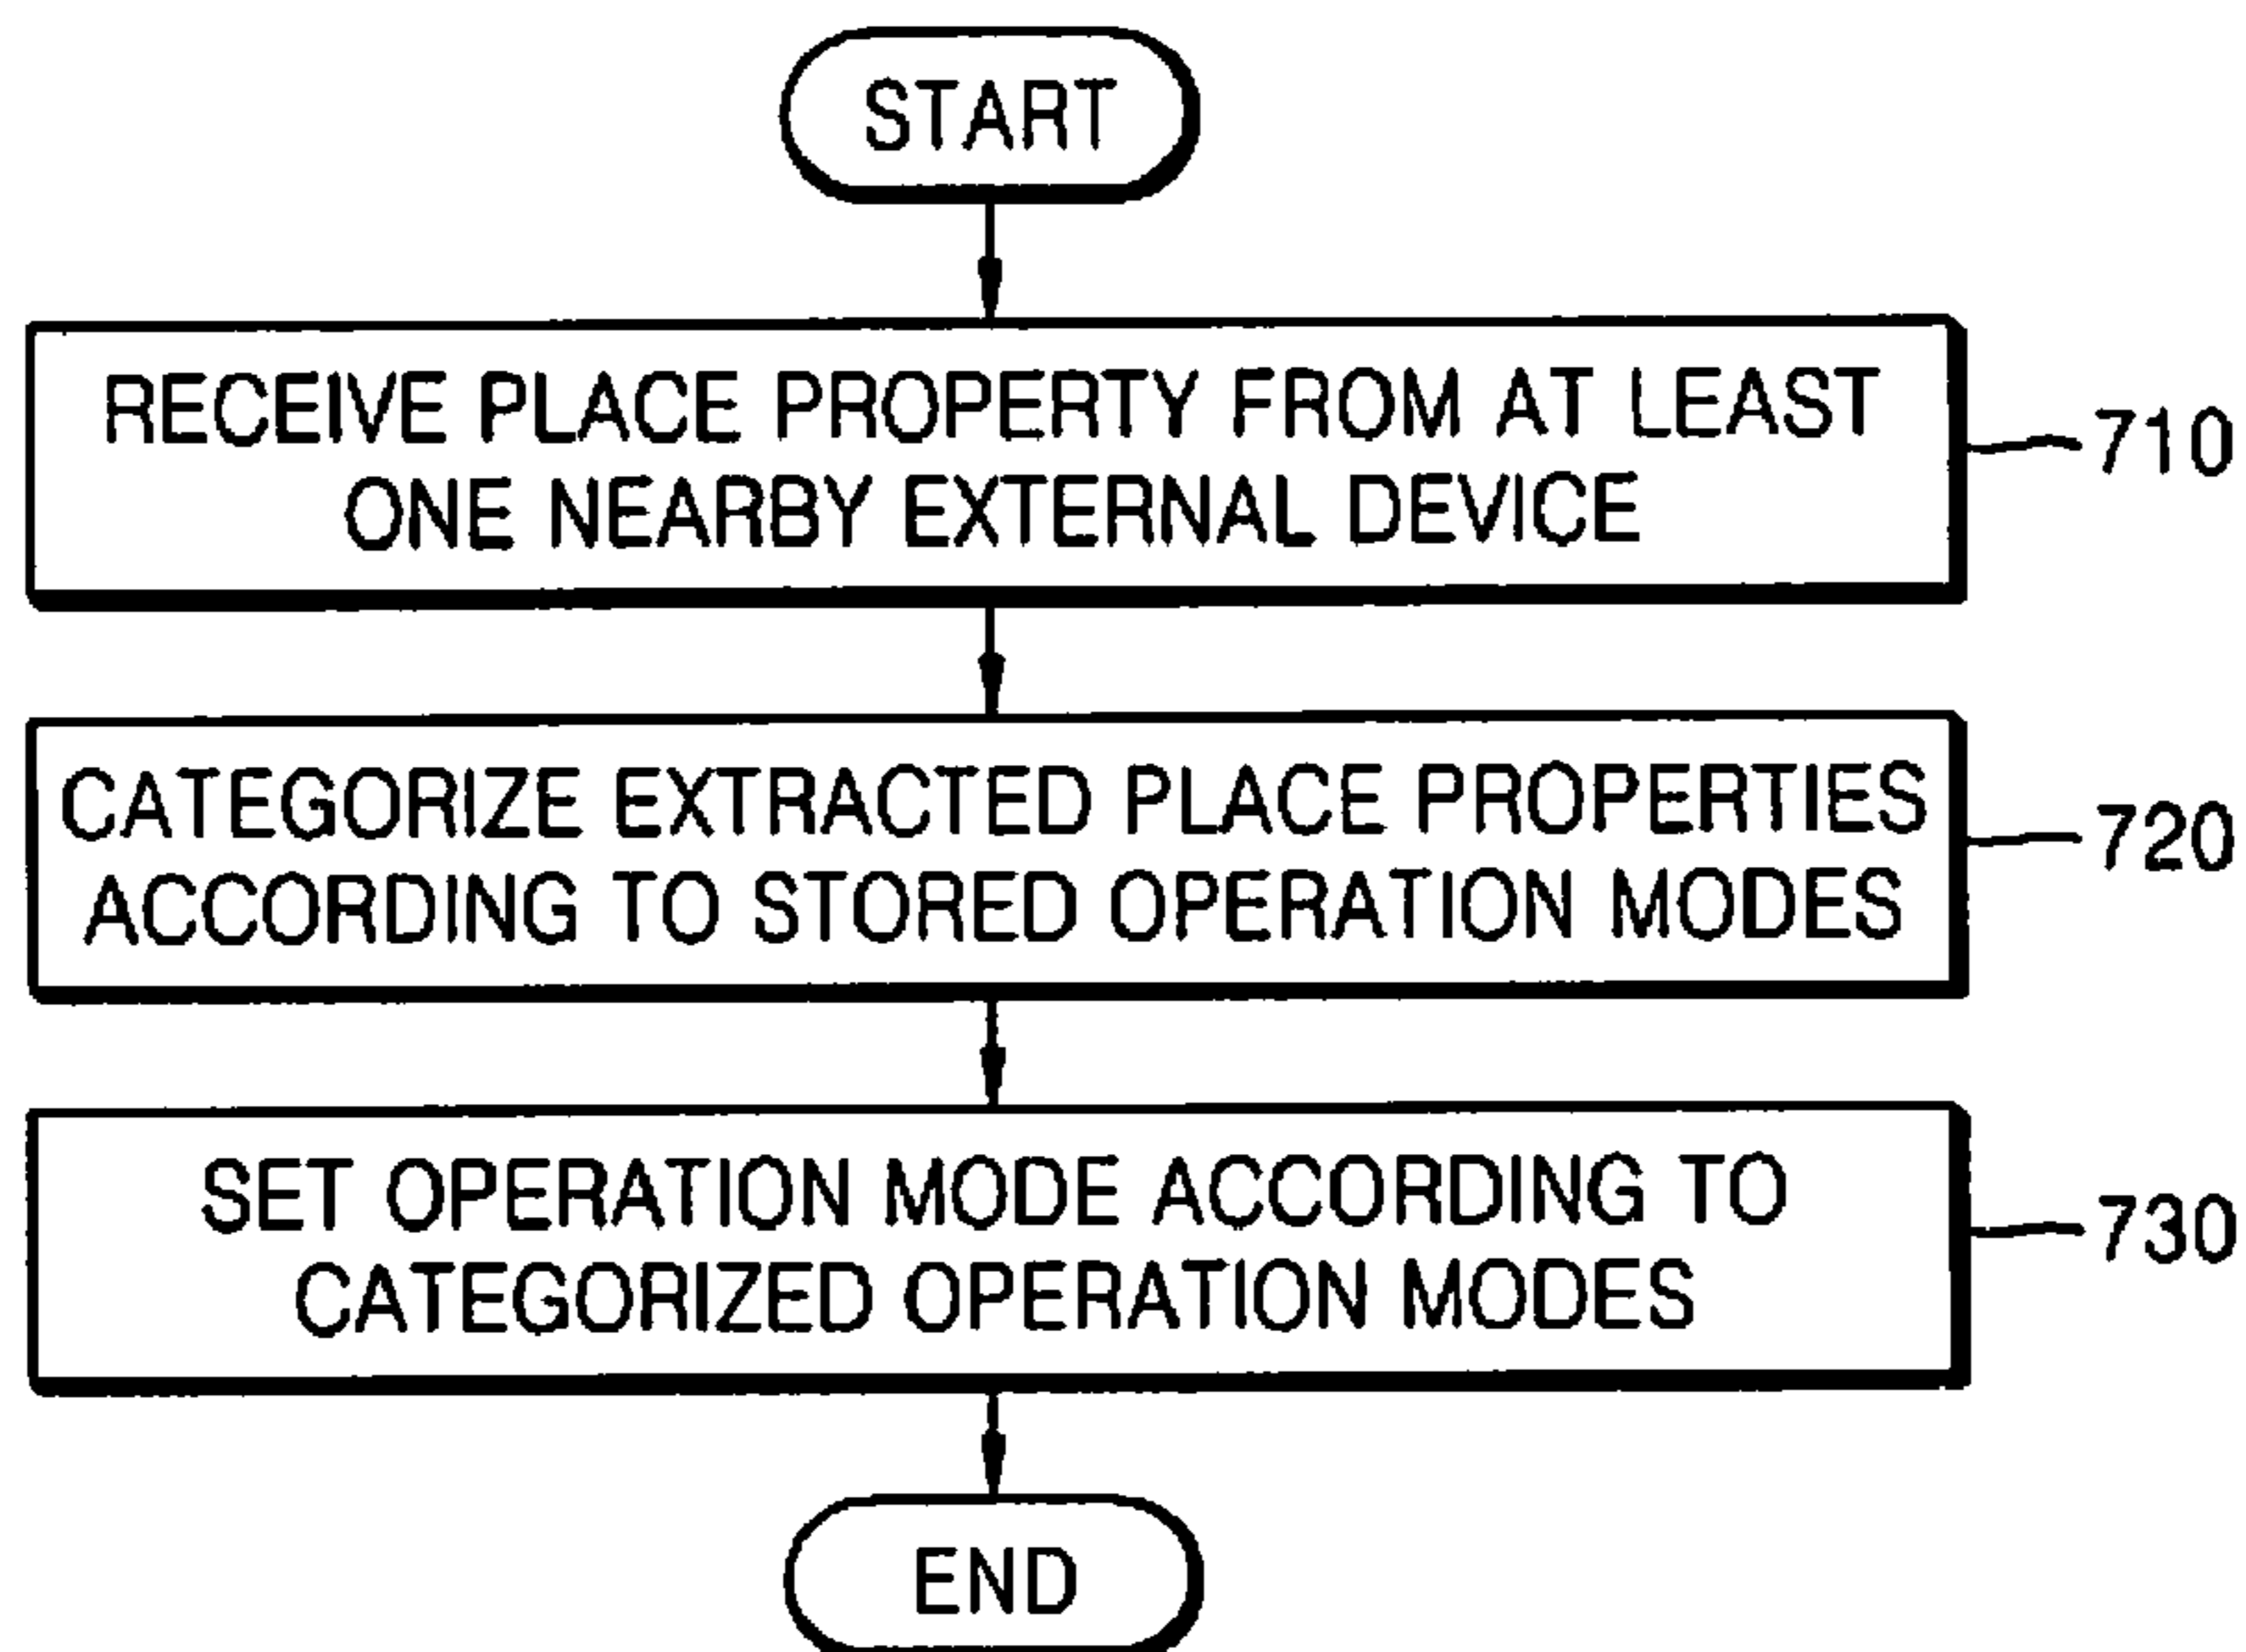 START
RECEIVE PLACE PROPERTY FROM AT LEAST
ONE NEARBY EXTERNAL DEVICE
710
CATEGORIZE EXTRACTED PLACE PROPERTIES
ACCORDING TO STORED OPERATION MODES
720
SET OPERATION MODE ACCORDING TO
CATEGORIZED OPERATION MODES
730
END